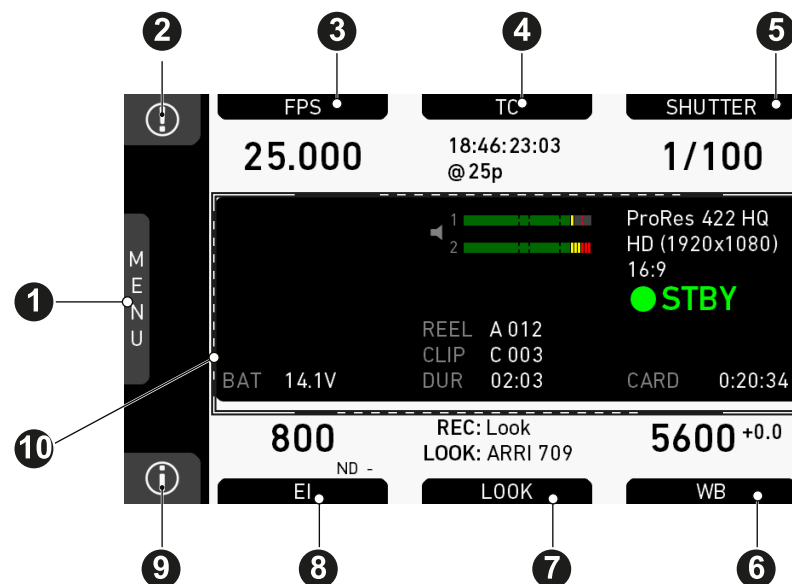 2 3 4 5
FPS TC SHUTTER
25.000 18:46:23:03 1/100
@ 25p
1 ProRes 422 HQ
2 HD (1920x1080)
16:9
1 MENU
STBY
REEL A 012
CLIP C 003
BAT 14.1V DUR 02:03 CARD 0:20:34
10
800 REC: Look 5600 +0.0
LOOK: ARRI 709
ND -
EI LOOK WB
9 8 7 6